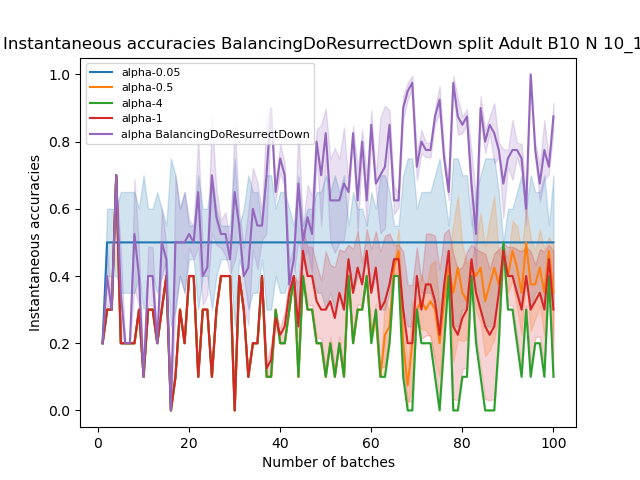 Instantaneous accuracies BalancingDoResurrectDown split Adult B10 N 10_1
alpha-0.05
alpha-0.5
alpha-4
alpha-1
alpha BalancingDoResurrectDown
1.0
0.8
0.6
0.4
0.2
0.0
Instantaneous accuracies
0 20 40 60 80 100
Number of batches